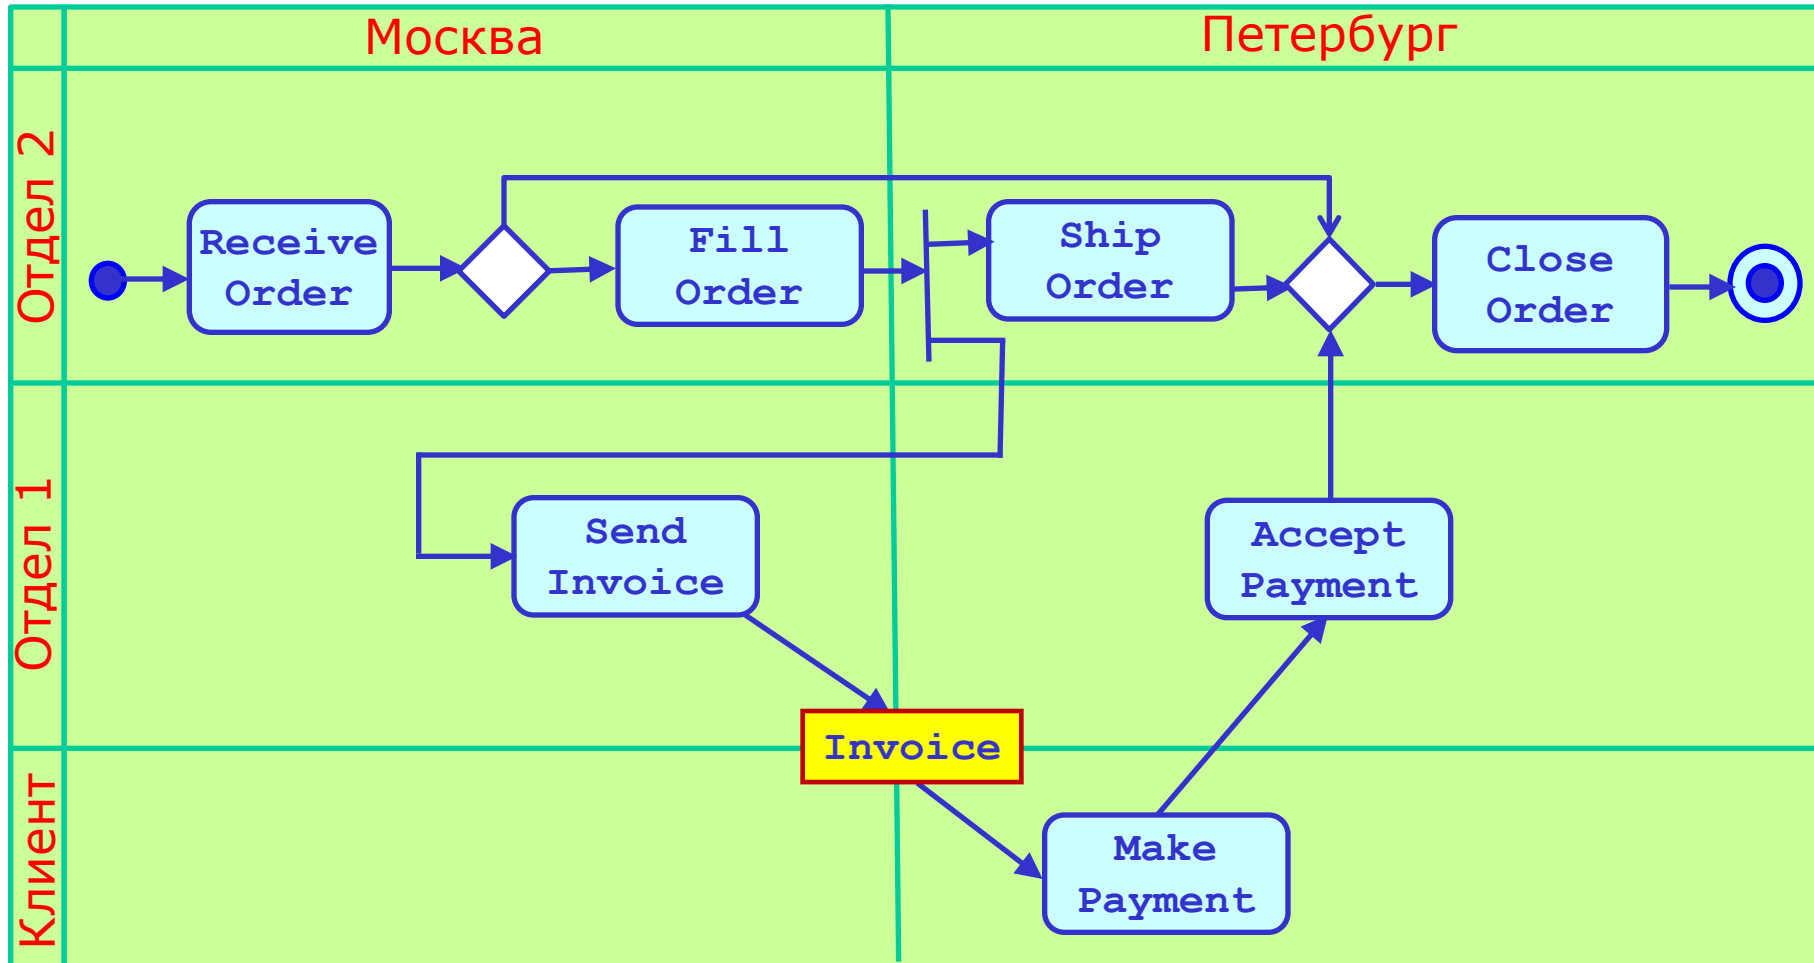 Москва
Петербург
Отдел 2
Receive
Order
Fill
Order
Ship
Order
Close
Order
Отдел 1
Send
Invoice
Accept
Payment
Invoice
Клиент
Make
Payment